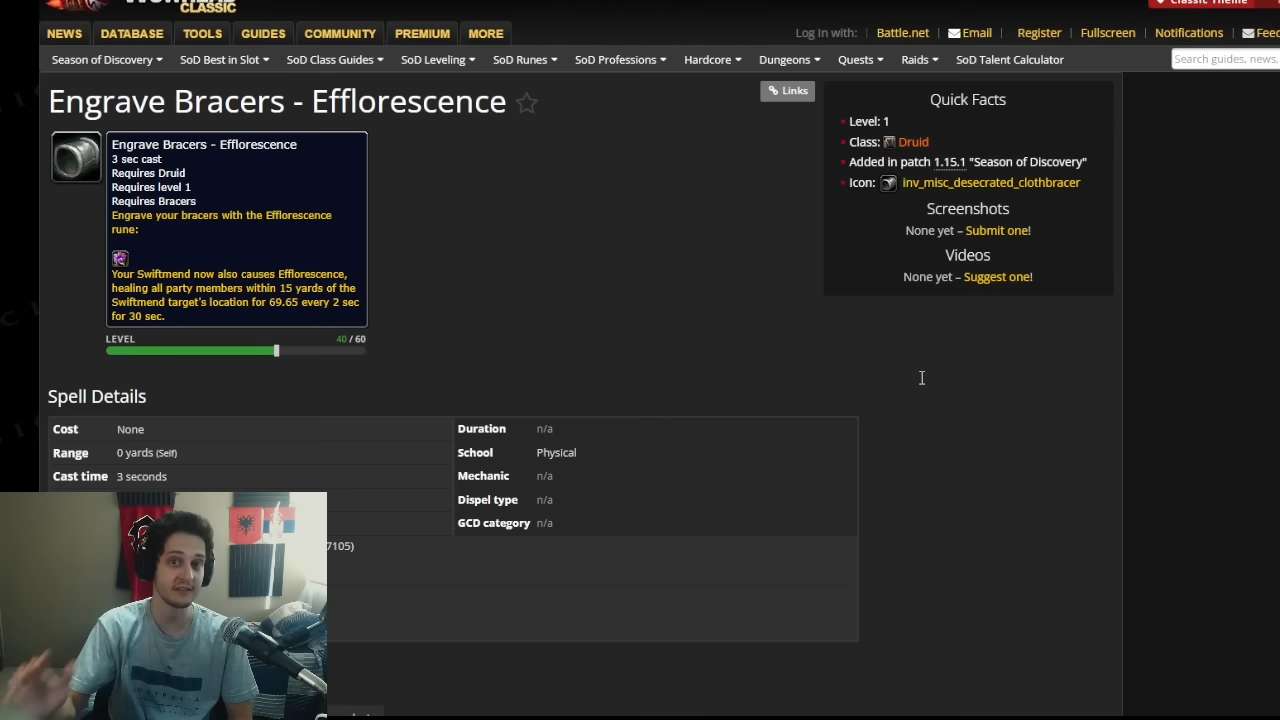 CLASSIC
Classic Theme
NEWS DATABASE TOOLS GUIDES COMMUNITY PREMIUM MORE
Log in with: Battle.net Email Register Fullscreen Notifications
Season of Discovery SoD Best in Slot SoD Class Guides SoD Leveling SoD Runes SoD Professions Hardcore Dungeons Quests Raids SoD Talent Calculator Search guides, news,
Engrave Bracers - Efflorescence
Links
Engrave Bracers - Efflorescence
3 sec cast
Requires Druid
Requires level 1
Requires Bracers
Engrave your bracers with the Efflorescence
rune:
Your Swiftmend now also causes Efflorescence,
healing all party members within 15 yards of the
Swiftmend target's location for 69.65 every 2 sec
for 30 sec.
LEVEL 40 / 60
Quick Facts
Level: 1
Class: Druid
Added in patch 1.15.1 "Season of Discovery"
Icon: inv_misc_desecrated_clothbracer
Screenshots
None yet – Submit one!
Videos
None yet – Suggest one!
Spell Details
Cost None
Range 0 yards (Self)
Cast time 3 seconds
Duration n/a
School Physical
Mechanic n/a
Dispel type n/a
GCD category n/a
7105)